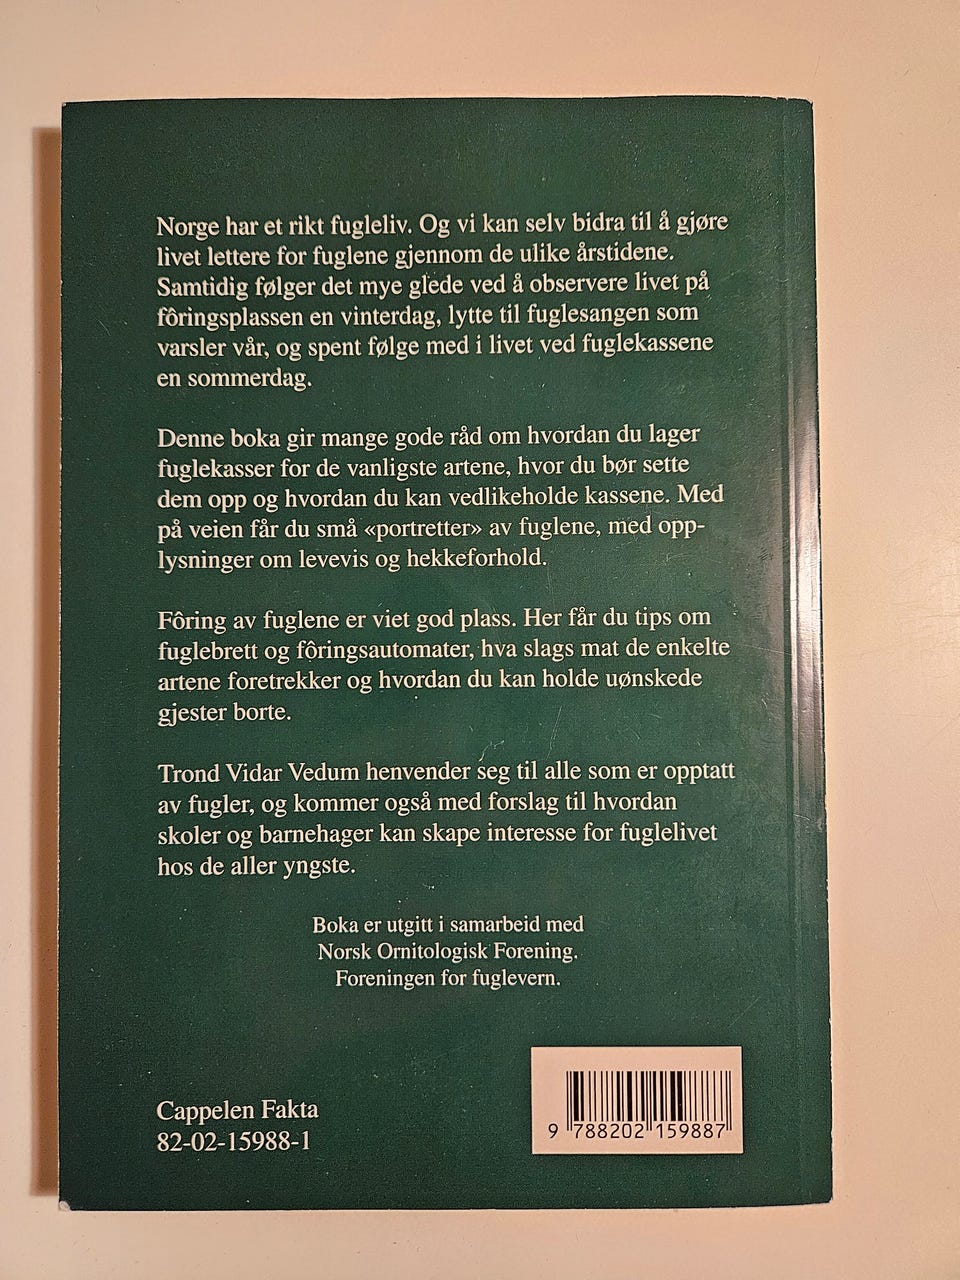 Norge har et rikt fugleliv. Og vi kan selv bidra til å gjøre
livet lettere for fuglene gjennom de ulike årstidene.
Samtidig følger det mye glede ved å observere livet på
fôringsplassen en vinterdag, lytte til fuglesangen som
varsler vår, og spent følge med i livet ved fuglekassene
en sommerdag.
Denne boka gir mange gode råd om hvordan du lager
fuglekasser for de vanligste artene, hvor du bør sette
dem opp og hvordan du kan vedlikeholde kassene. Med
på veien får du små «portretter» av fuglene, med opp-
lysninger om levevis og hekkeforhold.
Fôring av fuglene er viet god plass. Her får du tips om
fuglebrett og fôringsautomater, hva slags mat de enkelte
artene foretrekker og hvordan du kan holde uønskede
gjester borte.
Trond Vidar Vedum henvender seg til alle som er opptatt
av fugler, og kommer også med forslag til hvordan
skoler og barnehager kan skape interesse for fuglelivet
hos de aller yngste.
Boka er utgitt i samarbeid med
Norsk Ornitologisk Forening.
Foreningen for fuglevern.
Cappelen Fakta
82-02-15988-1
9 788202 159887